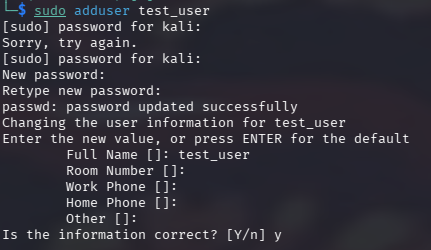 └─$ sudo adduser test_user
[sudo] password for kali:
Sorry, try again.
[sudo] password for kali:
New password:
Retype new password:
passwd: password updated successfully
Changing the user information for test_user
Enter the new value, or press ENTER for the default
Full Name []: test_user
Room Number []:
Work Phone []:
Home Phone []:
Other []:
Is the information correct? [Y/n] y